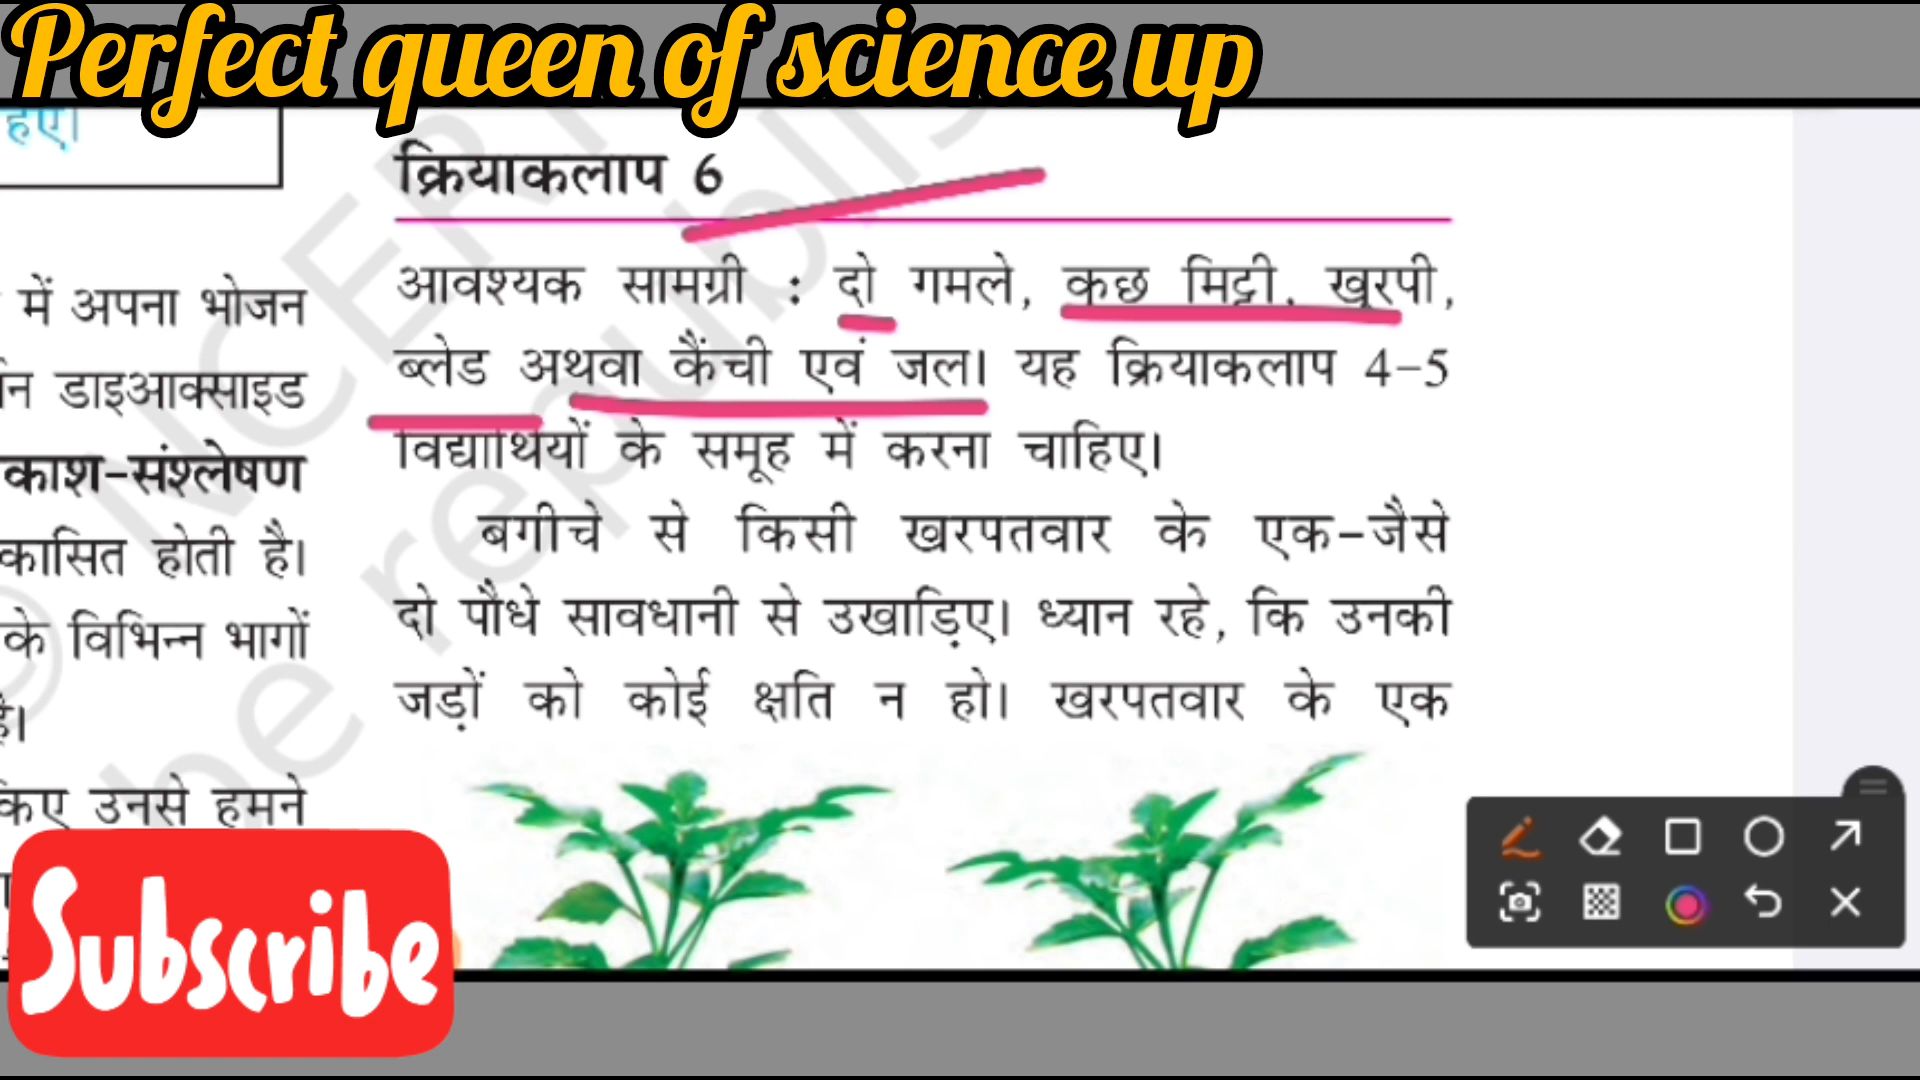 Perfect queen of science up
हिए।
क्रियाकलाप 6
में अपना भोजन
डाइआक्साइड
काश-संश्लेषण
कासित होती है।
के विभिन्न भागों
है।
किए उनसे हमने
आवश्यक सामग्री : दो गमले, कुछ मिट्टी, खुरपी,
ब्लेड अथवा कैंची एवं जल। यह क्रियाकलाप 4-5
विद्यार्थियों के समूह में करना चाहिए।
बगीचे से किसी खरपतवार के एक-जैसे
दो पौधे सावधानी से उखाड़िए। ध्यान रहे, कि उनकी
जड़ों को कोई क्षति न हो। खरपतवार के एक
Subscribe